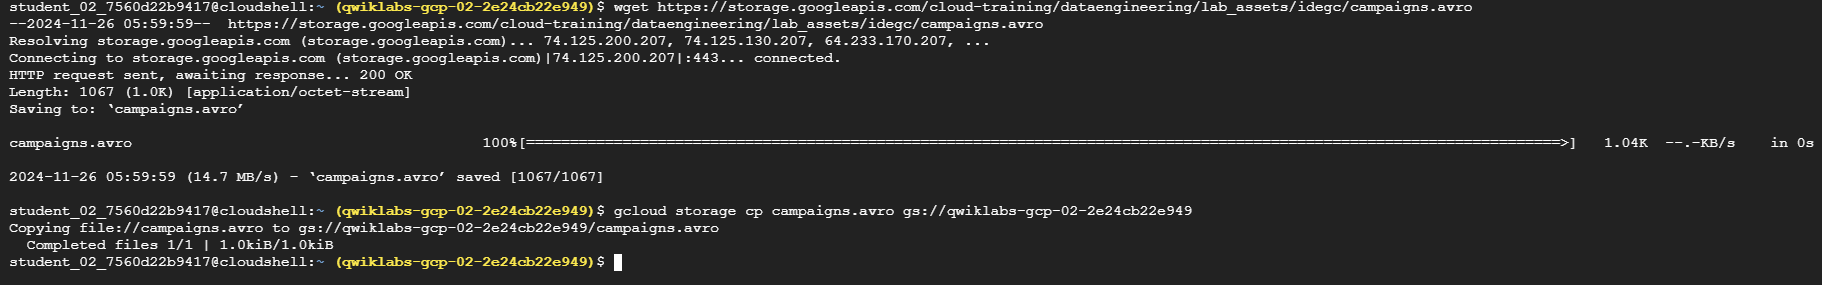 student_02_7560d22b9417@cloudshell:~ (qwiklabs-gcp-02-2e24cb22e949)$ wget https://storage.googleapis.com/cloud-training/dataengineering/lab_assets/idegc/campaigns.avro
--2024-11-26 05:59:59--  https://storage.googleapis.com/cloud-training/dataengineering/lab_assets/idegc/campaigns.avro
Resolving storage.googleapis.com (storage.googleapis.com)... 74.125.200.207, 74.125.130.207, 64.233.170.207, ...
Connecting to storage.googleapis.com (storage.googleapis.com)|74.125.200.207|:443... connected.
HTTP request sent, awaiting response... 200 OK
Length: 1067 (1.0K) [application/octet-stream]
Saving to: ‘campaigns.avro’
campaigns.avro 100%[=====================================================================================================================>] 1.04K --.-KB/s in 0s
2024-11-26 05:59:59 (14.7 MB/s) - ‘campaigns.avro’ saved [1067/1067]
student_02_7560d22b9417@cloudshell:~ (qwiklabs-gcp-02-2e24cb22e949)$ gcloud storage cp campaigns.avro gs://qwiklabs-gcp-02-2e24cb22e949
Copying file://campaigns.avro to gs://qwiklabs-gcp-02-2e24cb22e949/campaigns.avro
  Completed files 1/1 | 1.0kiB/1.0kiB
student_02_7560d22b9417@cloudshell:~ (qwiklabs-gcp-02-2e24cb22e949)$